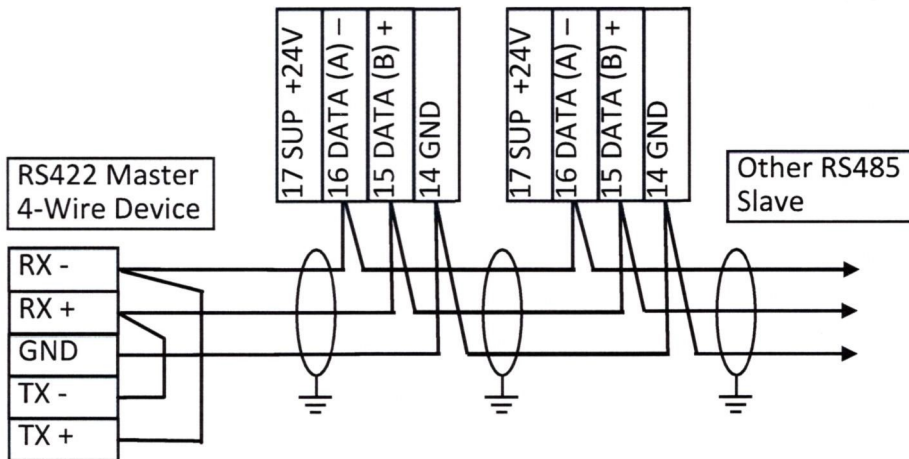 17 SUP +24V
16 DATA (A) −
15 DATA (B) +
14 GND
17 SUP +24V
16 DATA (A) −
15 DATA (B) +
14 GND
RS422 Master
4-Wire Device
Other RS485
Slave
RX -
RX +
GND
TX -
TX +